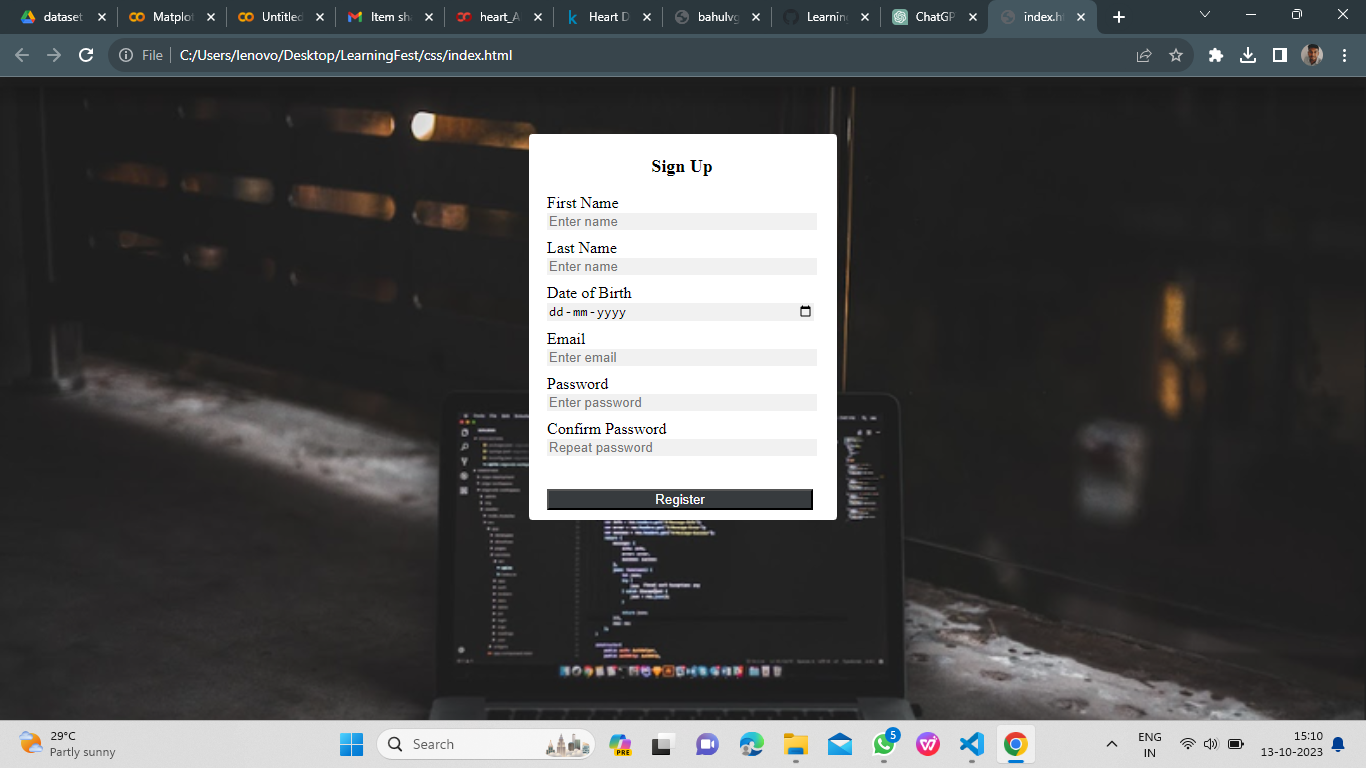 dataset
Matplot
Untitled
Item sha
heart_A
Heart D
bahulvg
Learning
ChatGP
index.ht
File
C:/Users/lenovo/Desktop/LearningFest/css/index.html
Sign Up
First Name
Enter name
Last Name
Enter name
Date of Birth
dd-mm-yyyy
Email
Enter email
Password
Enter password
Confirm Password
Repeat password
Register
29°C
Partly sunny
Search
PRE
5
ENG
IN
15:10
13-10-2023